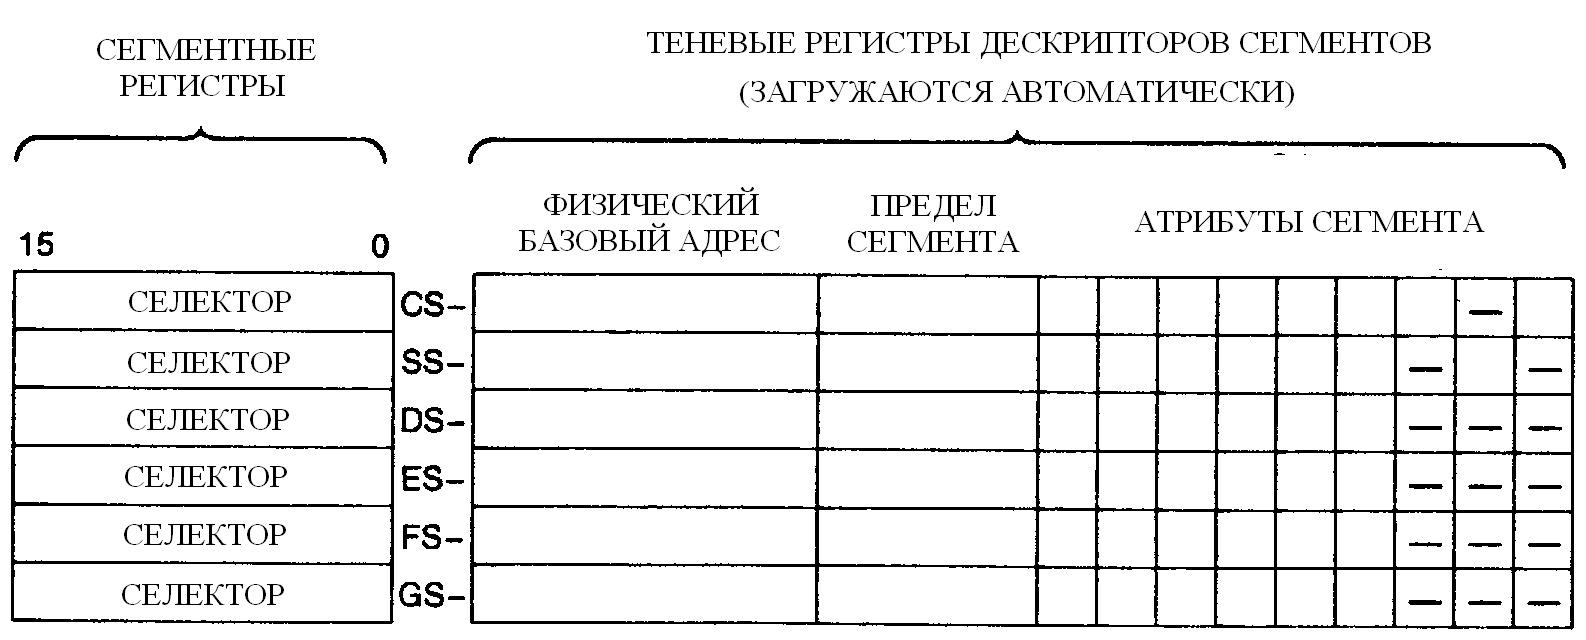 СЕГМЕНТНЫЕ
РЕГИСТРЫ
ТЕНЕВЫЕ РЕГИСТРЫ ДЕСКРИПТОРОВ СЕГМЕНТОВ
(ЗАГРУЖАЮТСЯ АВТОМАТИЧЕСКИ)
15 0
ФИЗИЧЕСКИЙ
БАЗОВЫЙ АДРЕС
ПРЕДЕЛ
СЕГМЕНТА
АТРИБУТЫ СЕГМЕНТА
СЕЛЕКТОР CS– —
СЕЛЕКТОР SS– — —
СЕЛЕКТОР DS– — — —
СЕЛЕКТОР ES– — — —
СЕЛЕКТОР FS– — — —
СЕЛЕКТОР GS– — — —